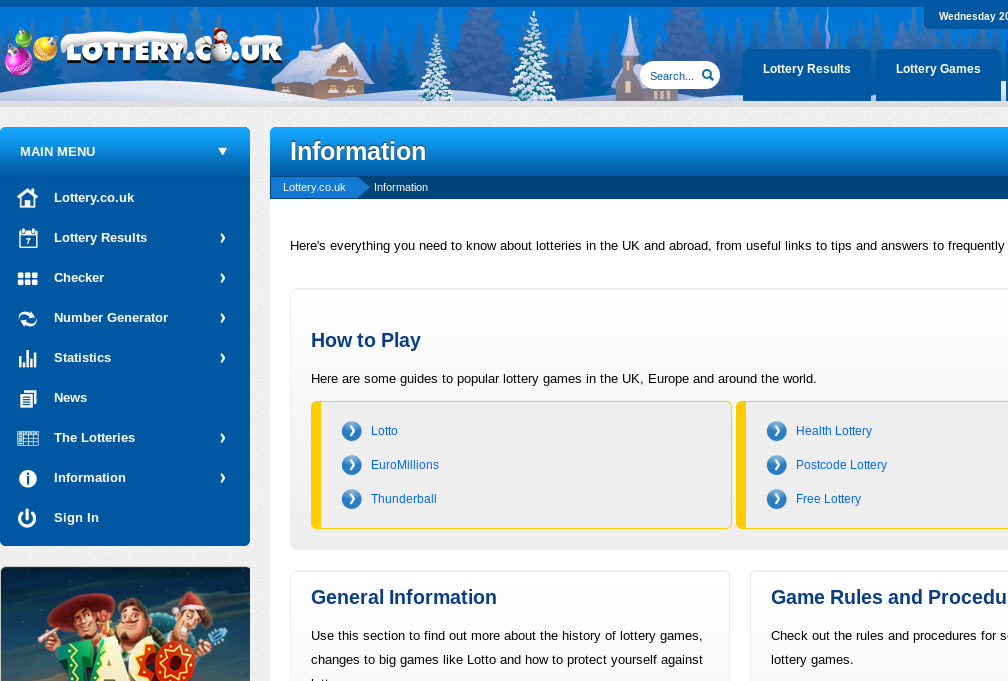 Wednesday 20
LOTTERY.CO.UK
Search...
Lottery Results
Lottery Games
MAIN MENU
Lottery.co.uk
Lottery Results
Checker
Number Generator
Statistics
News
The Lotteries
Information
Sign In
Information
Lottery.co.uk
Information
Here's everything you need to know about lotteries in the UK and abroad, from useful links to tips and answers to frequently
How to Play
Here are some guides to popular lottery games in the UK, Europe and around the world.
Lotto
EuroMillions
Thunderball
Health Lottery
Postcode Lottery
Free Lottery
General Information
Use this section to find out more about the history of lottery games,
changes to big games like Lotto and how to protect yourself against
Game Rules and Procedu
Check out the rules and procedures for s
lottery games.